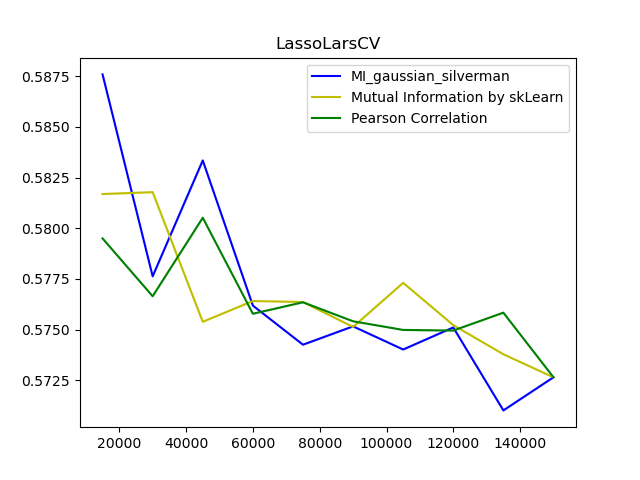 LassoLarsCV
MI_gaussian_silverman
Mutual Information by skLearn
Pearson Correlation
0.5875
0.5850
0.5825
0.5800
0.5775
0.5750
0.5725
20000 40000 60000 80000 100000 120000 140000